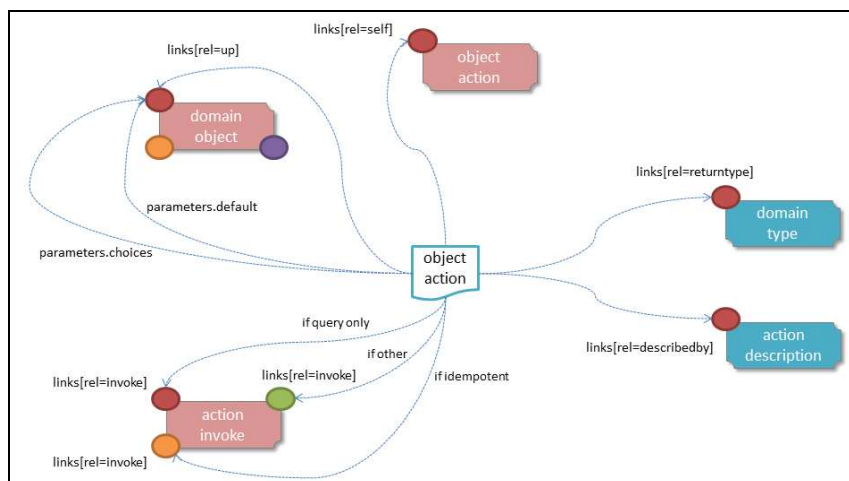 links[rel=self]
object
action
links[rel=up]
domain
object
links[rel=returntype]
domain
type
parameters.default
parameters.choices
object
action
if query only
if other
links[rel=describedby]
action
description
links[rel=invoke]
links[rel=invoke]
if idempotent
action
invoke
links[rel=invoke]